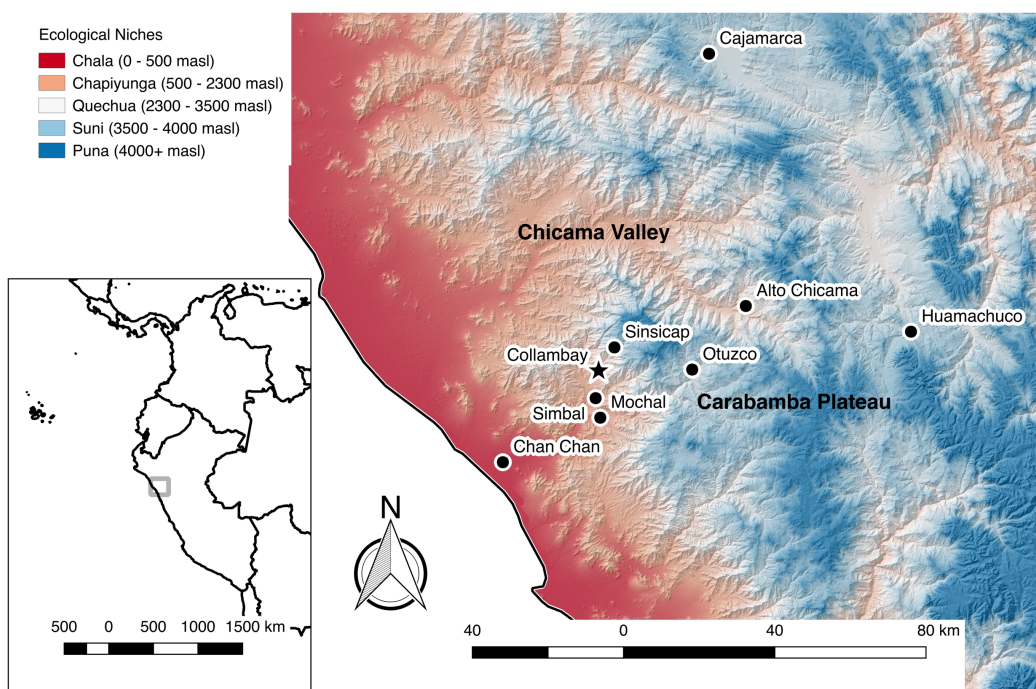 Ecological Niches
Chala (0 - 500 masl)
Chapiyunga (500 - 2300 masl)
Quechua (2300 - 3500 masl)
Suni (3500 - 4000 masl)
Puna (4000+ masl)
Cajamarca
Chicama Valley
Alto Chicama
Huamachuco
Sinsicap
Collambay
Otuzco
Mochal
Carabamba Plateau
Simbal
Chan Chan
N
500 0 500 1000 1500 km
40 0 40 80 km